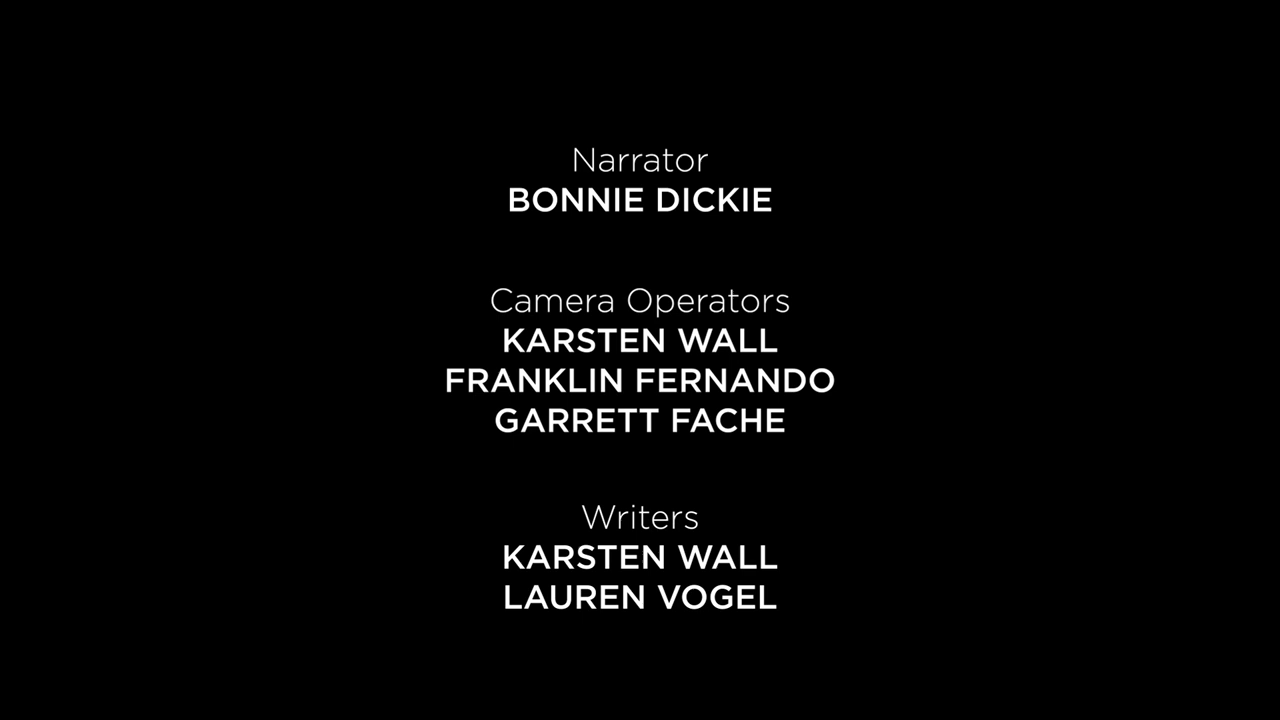 Narrator
BONNIE DICKIE
Camera Operators
KARSTEN WALL
FRANKLIN FERNANDO
GARRETT FACHE
Writers
KARSTEN WALL
LAUREN VOGEL